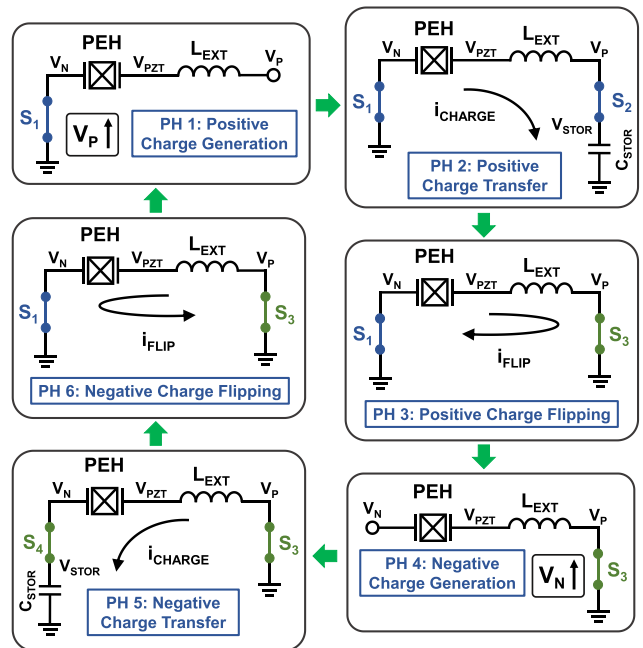 PEH
V_N
V_PZT
L_EXT
V_P
S_1
V_P ↑
PH 1: Positive
Charge Generation
PEH
V_N
V_PZT
L_EXT
V_P
S_1
i_CHARGE
S_2
V_STOR
C_STOR
PH 2: Positive
Charge Transfer
PEH
V_N
V_PZT
L_EXT
V_P
S_1
S_3
i_FLIP
PH 6: Negative Charge Flipping
PEH
V_N
V_PZT
L_EXT
V_P
S_1
S_3
i_FLIP
PH 3: Positive Charge Flipping
PEH
V_N
V_PZT
L_EXT
V_P
S_4
i_CHARGE
S_3
V_STOR
C_STOR
PH 5: Negative
Charge Transfer
PEH
V_N
V_PZT
L_EXT
V_P
PH 4: Negative
Charge Generation
V_N ↑
S_3